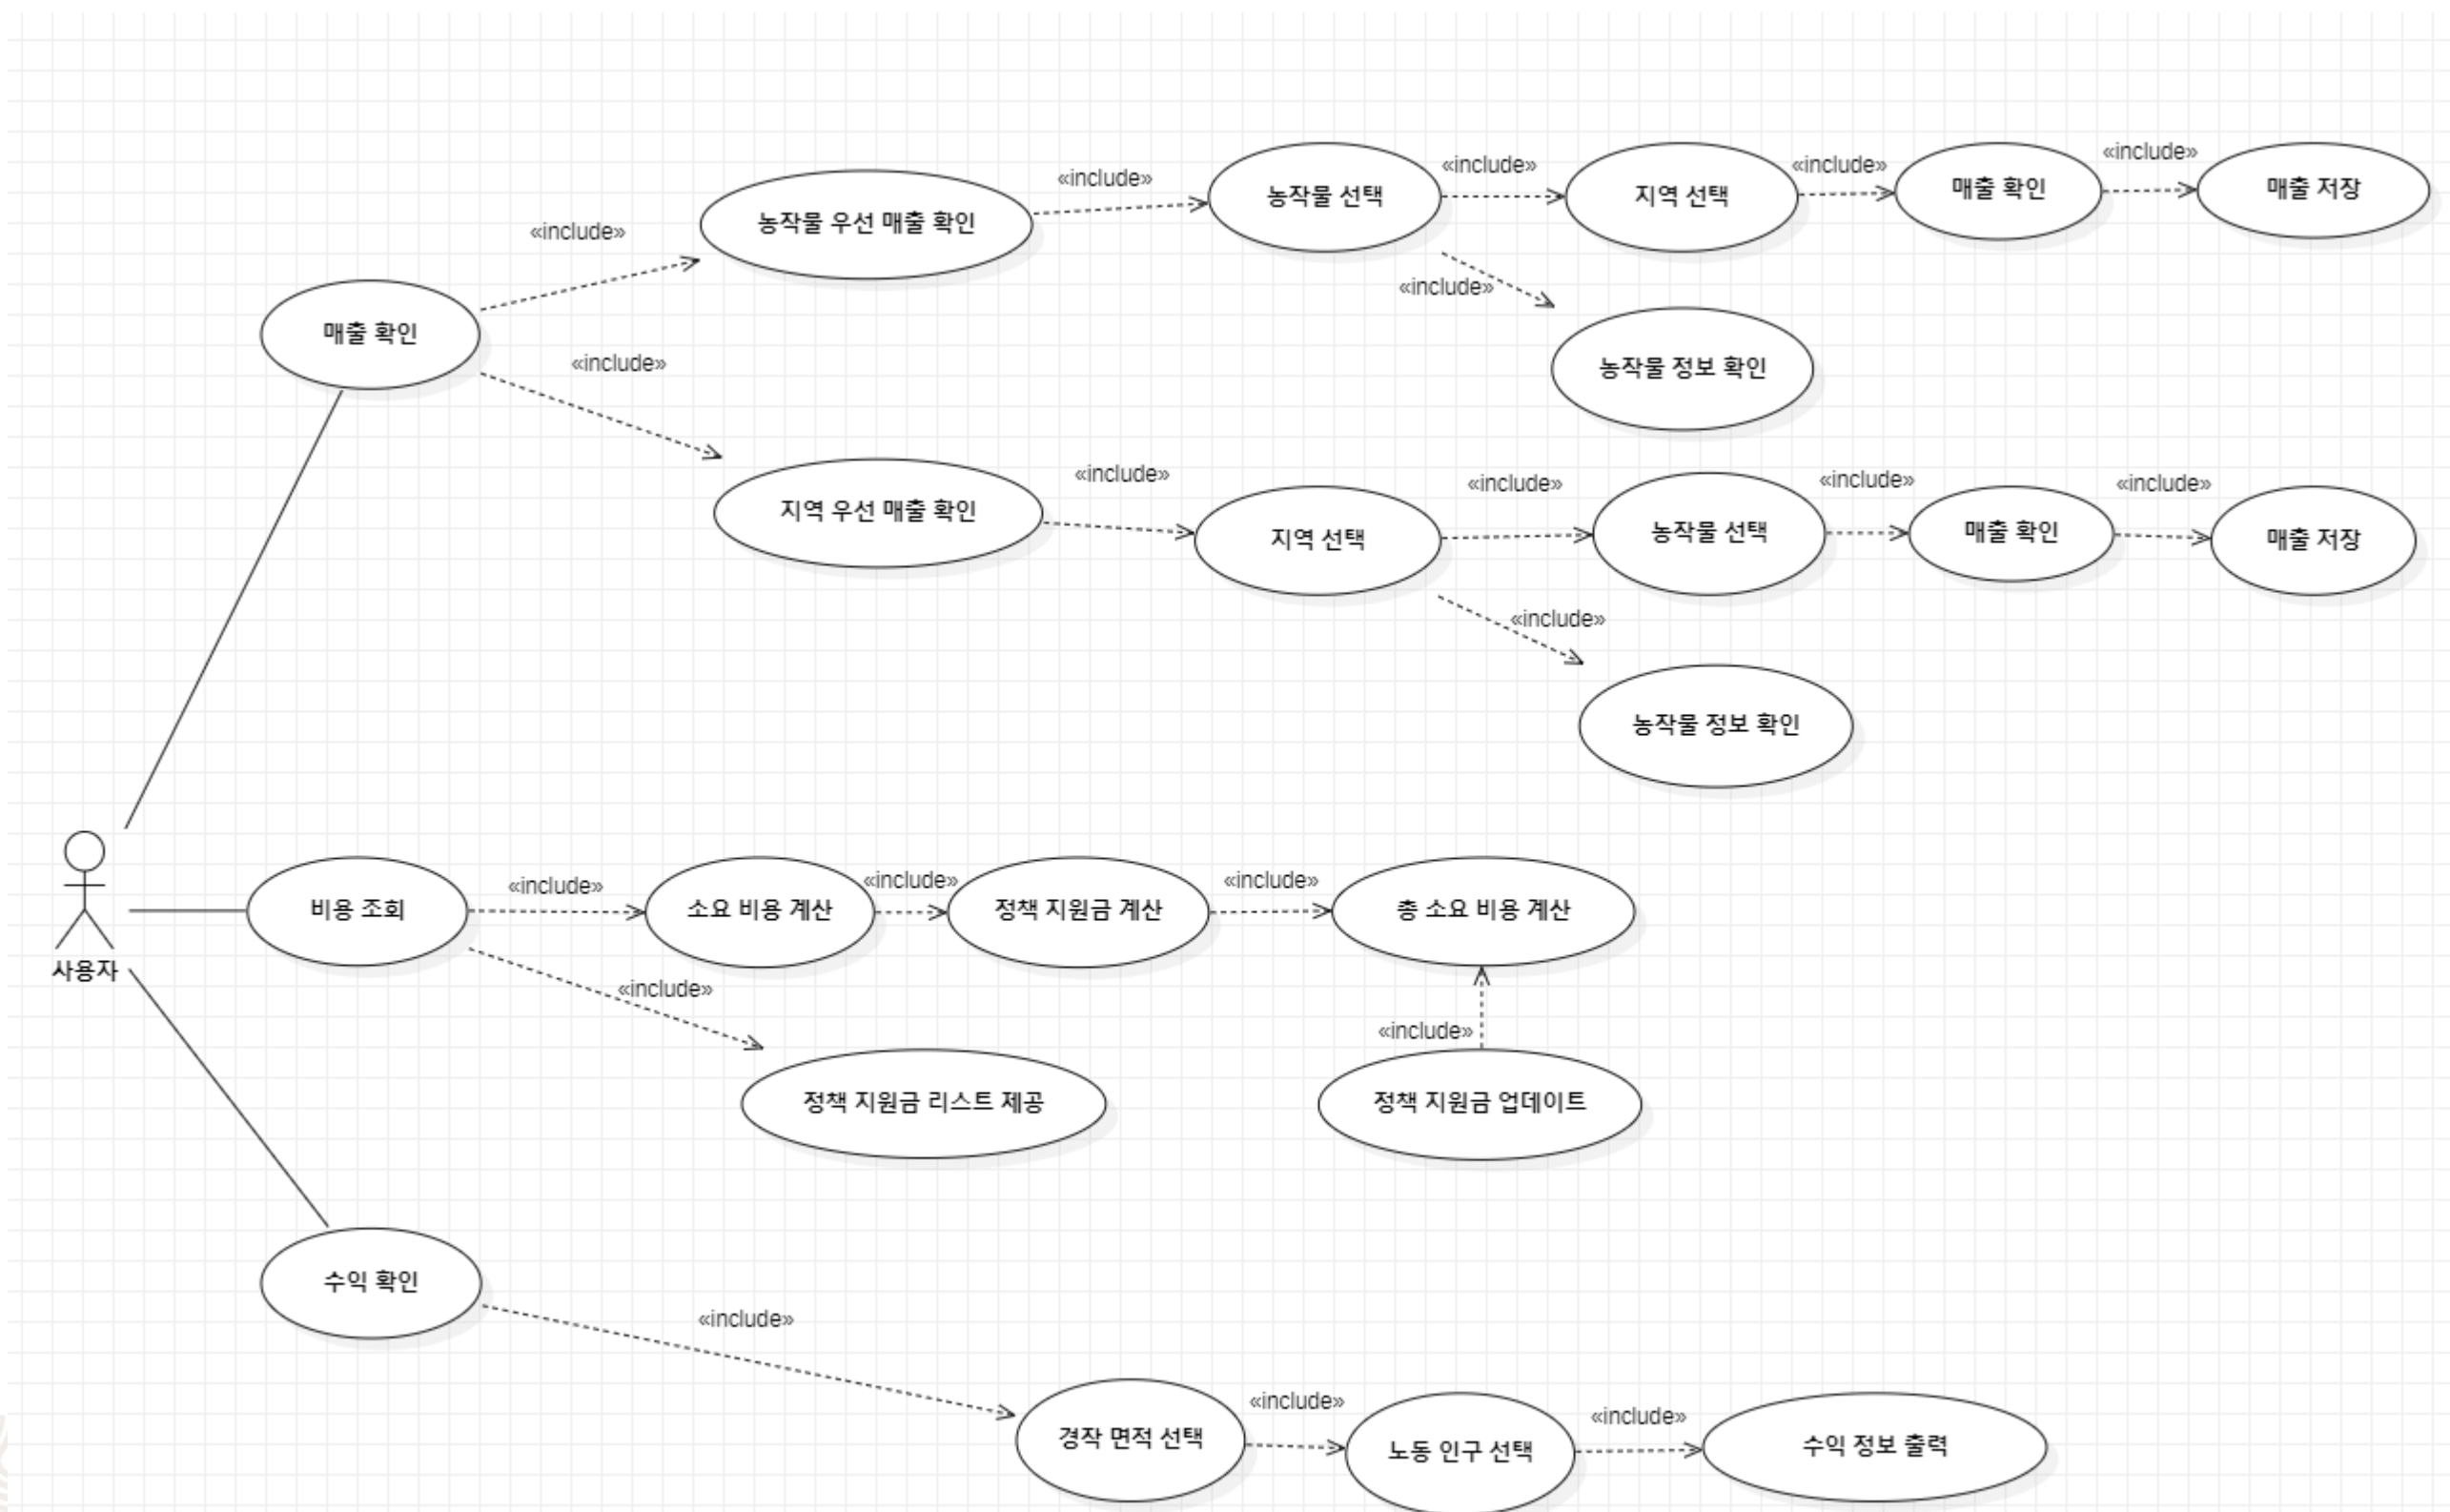 «include»
농작물 선택
«include»
지역 선택
«include»
매출 확인
«include»
매출 저장
«include»
농작물 우선 매출 확인
«include»
매출 확인
«include»
농작물 정보 확인
«include»
지역 우선 매출 확인
«include»
지역 선택
«include»
농작물 선택
«include»
매출 확인
«include»
매출 저장
«include»
농작물 정보 확인
사용자
비용 조회
«include»
소요 비용 계산
«include»
정책 지원금 계산
«include»
총 소요 비용 계산
«include»
정책 지원금 리스트 제공
«include»
정책 지원금 업데이트
수익 확인
«include»
경작 면적 선택
«include»
노동 인구 선택
«include»
수익 정보 출력